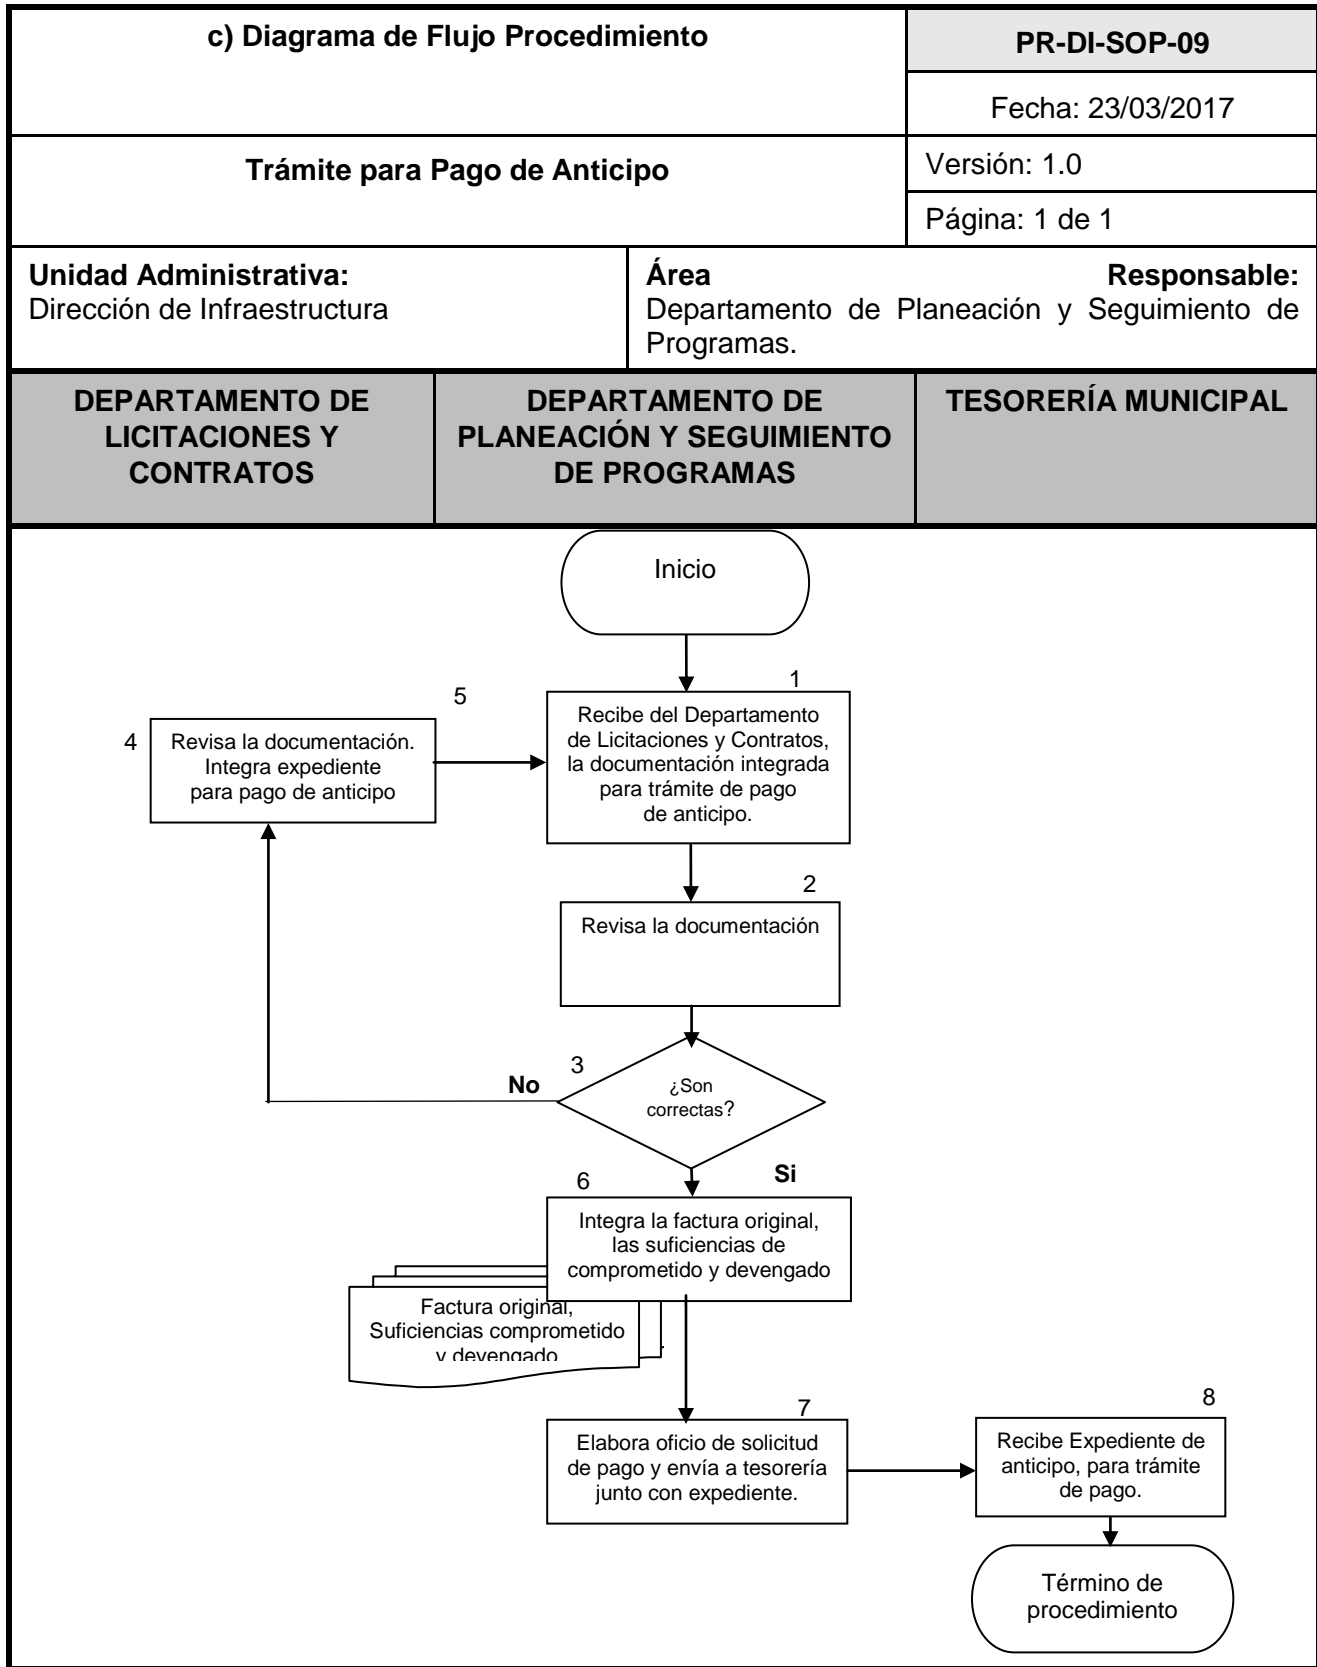 c) Diagrama de Flujo Procedimiento
PR-DI-SOP-09
Fecha: 23/03/2017
Trámite para Pago de Anticipo
Versión: 1.0
Página: 1 de 1
Unidad Administrativa:
Dirección de Infraestructura
Área Responsable:
Departamento de Planeación y Seguimiento de
Programas.
DEPARTAMENTO DE
LICITACIONES Y
CONTRATOS
DEPARTAMENTO DE
PLANEACIÓN Y SEGUIMIENTO
DE PROGRAMAS
TESORERÍA MUNICIPAL
Inicio
1
Recibe del Departamento
de Licitaciones y Contratos,
la documentación integrada
para trámite de pago
de anticipo.
5
4
Revisa la documentación.
Integra expediente
para pago de anticipo
2
Revisa la documentación
3
No
¿Son
correctas?
Si
6
Integra la factura original,
las suficiencias de
comprometido y devengado
Factura original,
Suficiencias comprometido
y devengado
7
Elabora oficio de solicitud
de pago y envía a tesorería
junto con expediente.
8
Recibe Expediente de
anticipo, para trámite
de pago.
Término de
procedimiento